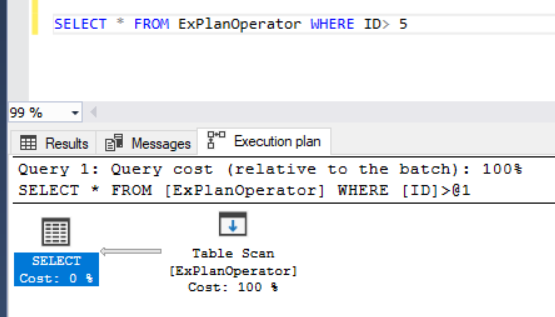 SELECT * FROM ExPlanOperator WHERE ID> 5
99 %
Results Messages Execution plan
Query 1: Query cost (relative to the batch): 100%
SELECT * FROM [ExPlanOperator] WHERE [ID]>@1
SELECT
Cost: 0 %
Table Scan
[ExPlanOperator]
Cost: 100 %